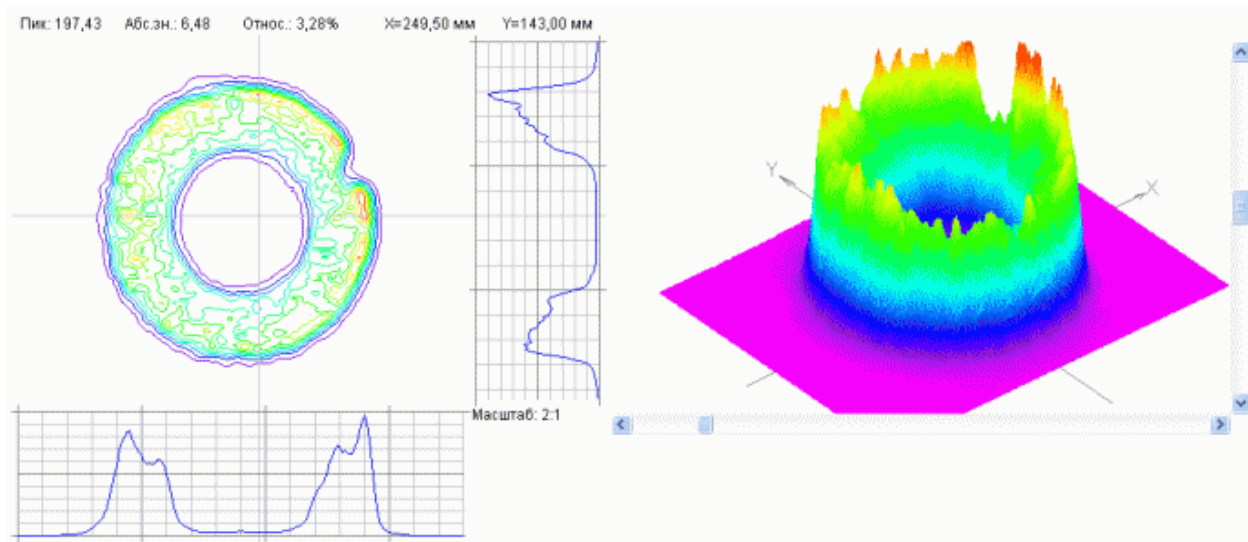 Пик: 197,43 Абс.зн.: 6,48 Относ.: 3,28% X=249,50 мм Y=143,00 мм
Y
X
Масштаб: 2:1